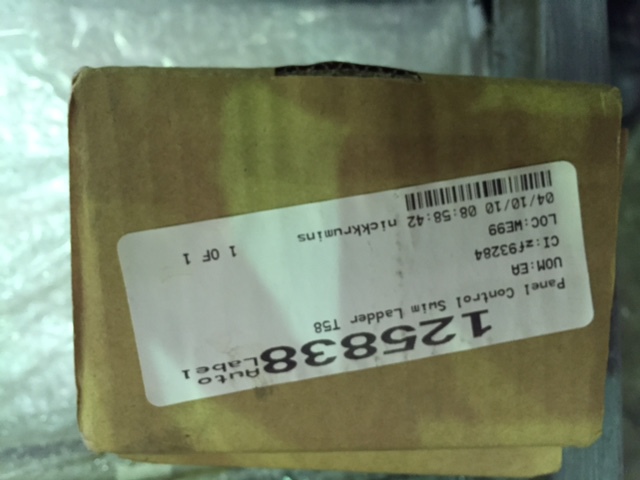 125838
Auto
Label
Panel Control Swim Ladder T58
UOM:EA
CI:zf93284
LOC:WE99
04/10/10 08:58:42 nickkrumins
1 OF 1